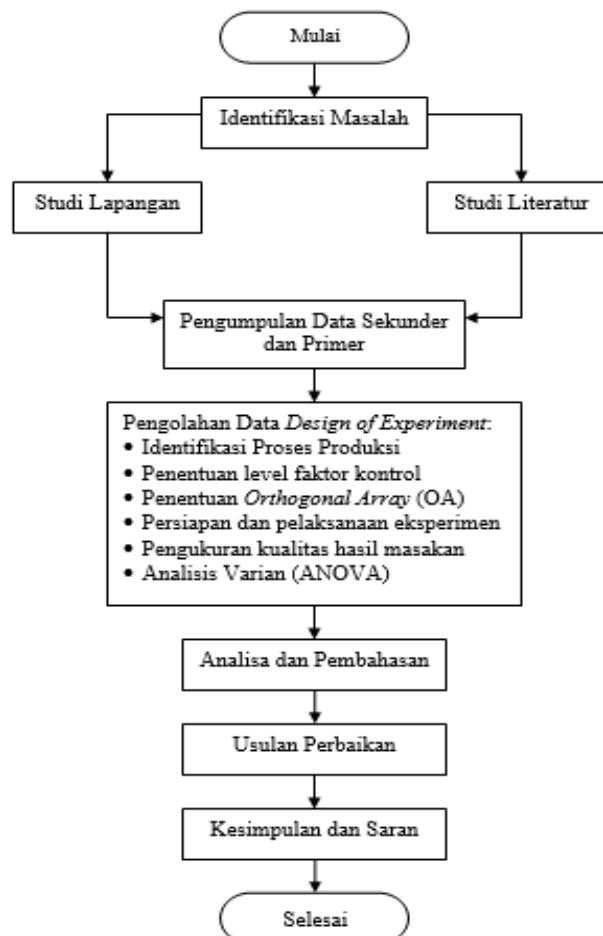 Mulai
Identifikasi Masalah
Studi Lapangan
Studi Literatur
Pengumpulan Data Sekunder
dan Primer
Pengolahan Data Design of Experiment:
• Identifikasi Proses Produksi
• Penentuan level faktor kontrol
• Penentuan Orthogonal Array (OA)
• Persiapan dan pelaksanaan eksperimen
• Pengukuran kualitas hasil masakan
• Analisis Varian (ANOVA)
Analisa dan Pembahasan
Usulan Perbaikan
Kesimpulan dan Saran
Selesai